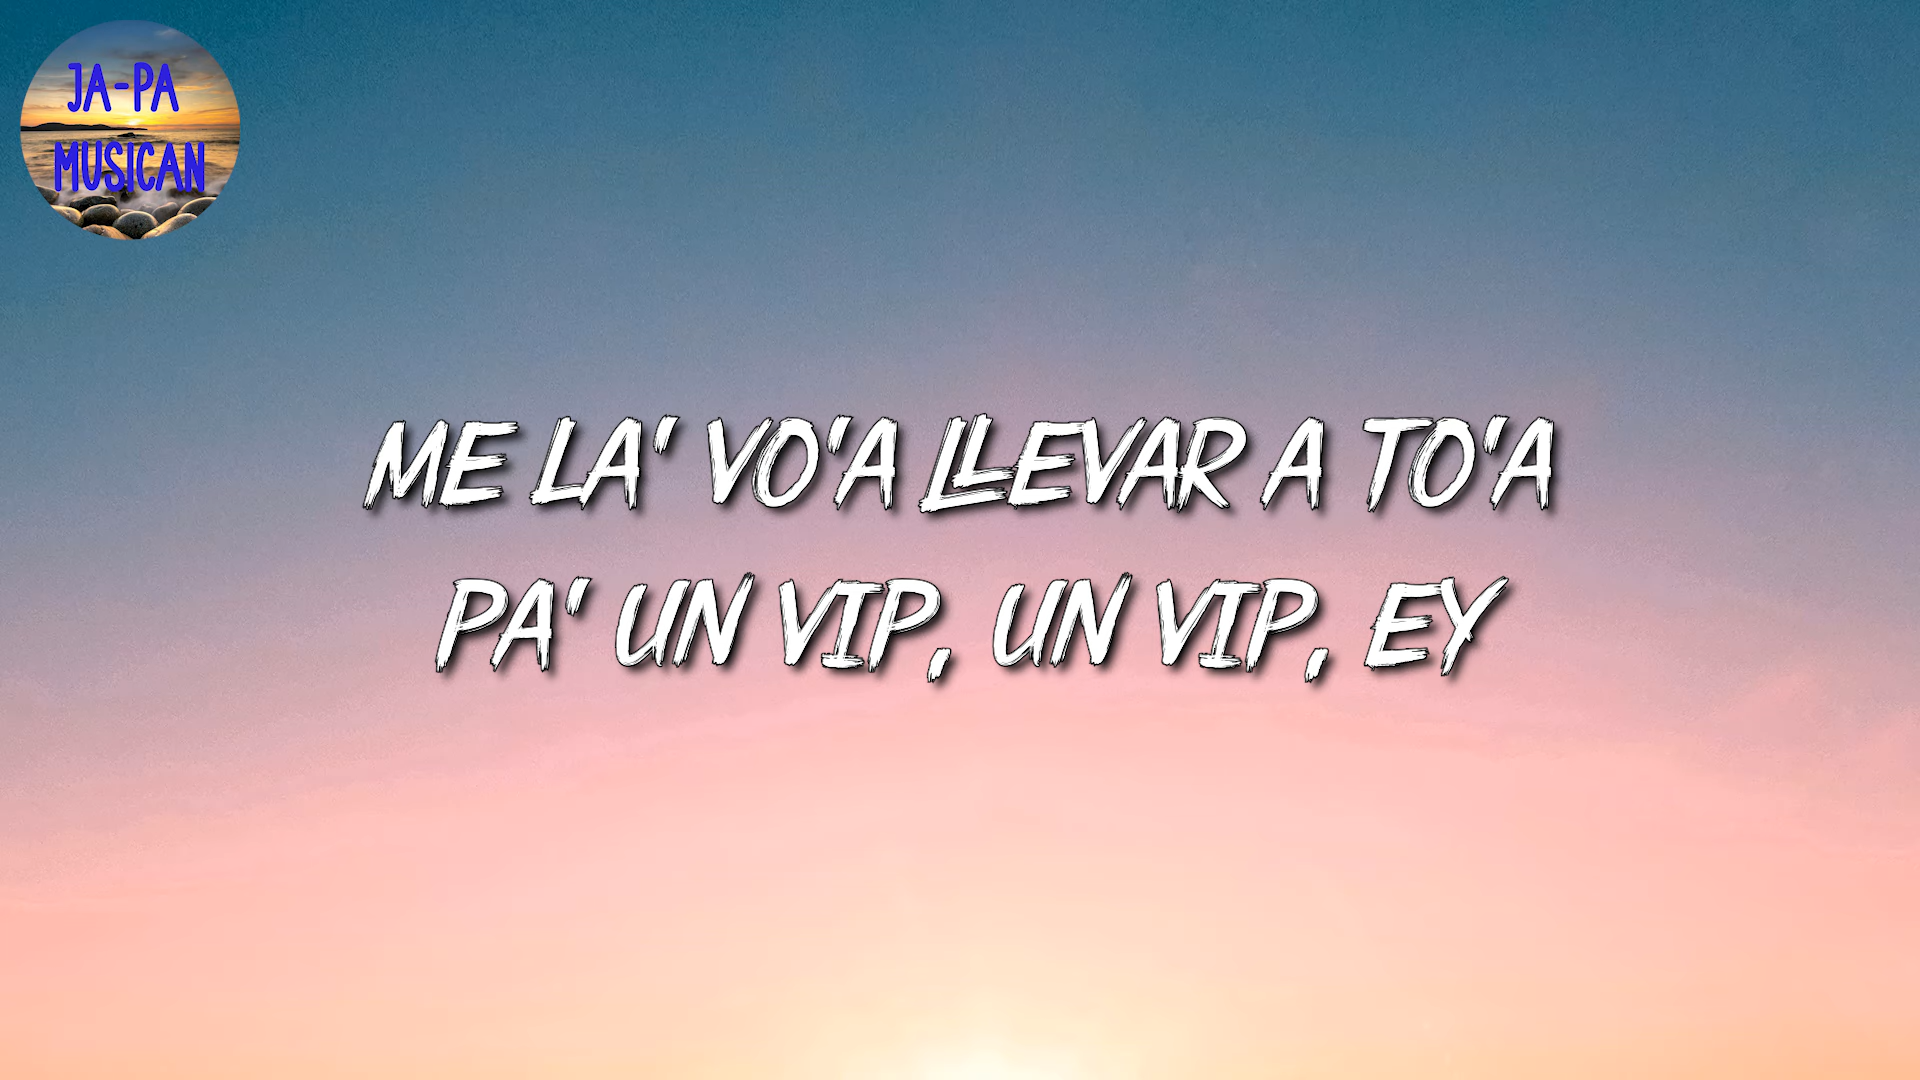 JA-PA
MUSICAN
ME LA' VO'A LLEVAR A TO'A
PA' UN VIP, UN VIP, EY